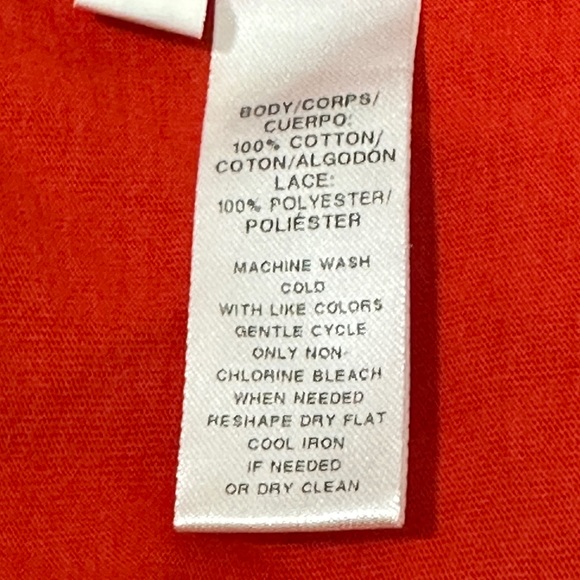 BODY/CORPS/
CUERPO:
100% COTTON/
COTON/ALGODÓN
LACE:
100% POLYESTER/
POLIÉSTER
MACHINE WASH
COLD
WITH LIKE COLORS
GENTLE CYCLE
ONLY NON-
CHLORINE BLEACH
WHEN NEEDED
RESHAPE DRY FLAT
COOL IRON
IF NEEDED
OR DRY CLEAN